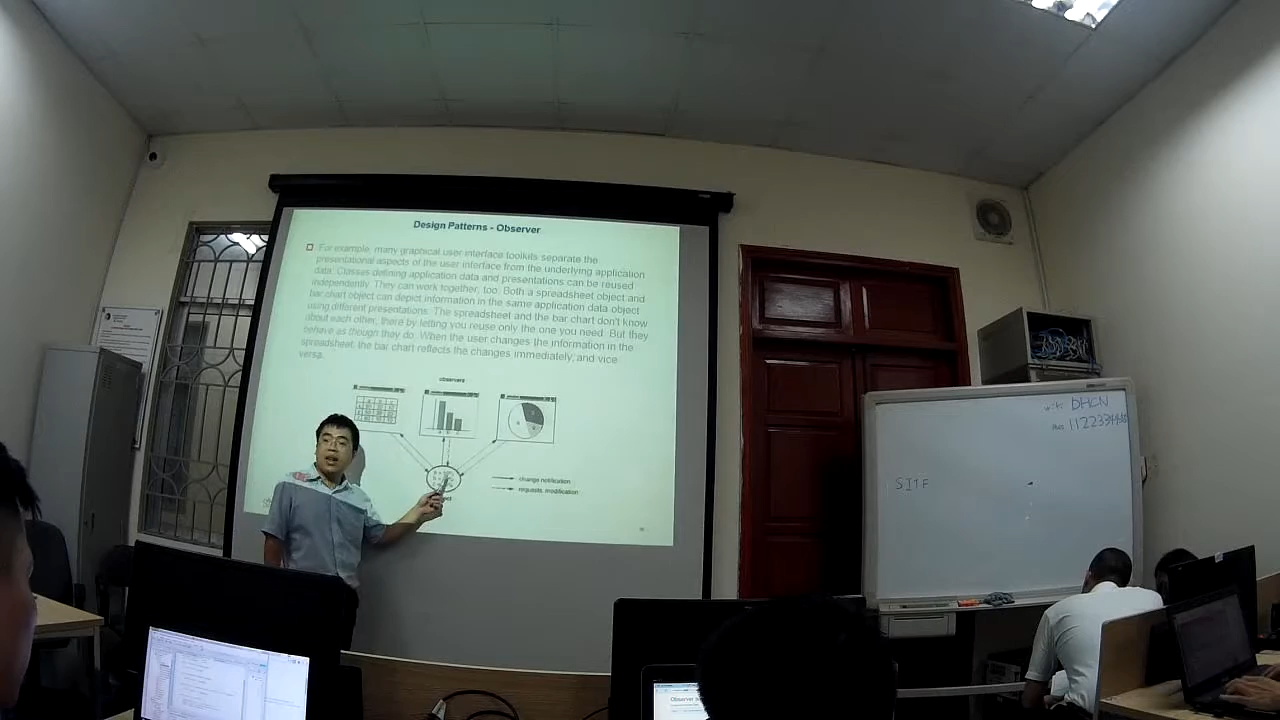 Design Patterns - Observer
For example, many graphical user interface toolkits separate the
presentational aspects of the user interface from the underlying application
data. Classes defining application data and presentations can be reused
independently. They can work together, too. Both a spreadsheet object and
bar chart object can depict information in the same application data object
using different presentations. The spreadsheet and the bar chart don't know
about each other, there by letting you reuse only the one you need. But they
behave as though they do. When the user changes the information in the
spreadsheet, the bar chart reflects the changes immediately, and vice
versa.
observers
change notification
requests, modification
DHCN
SIIF
Observer